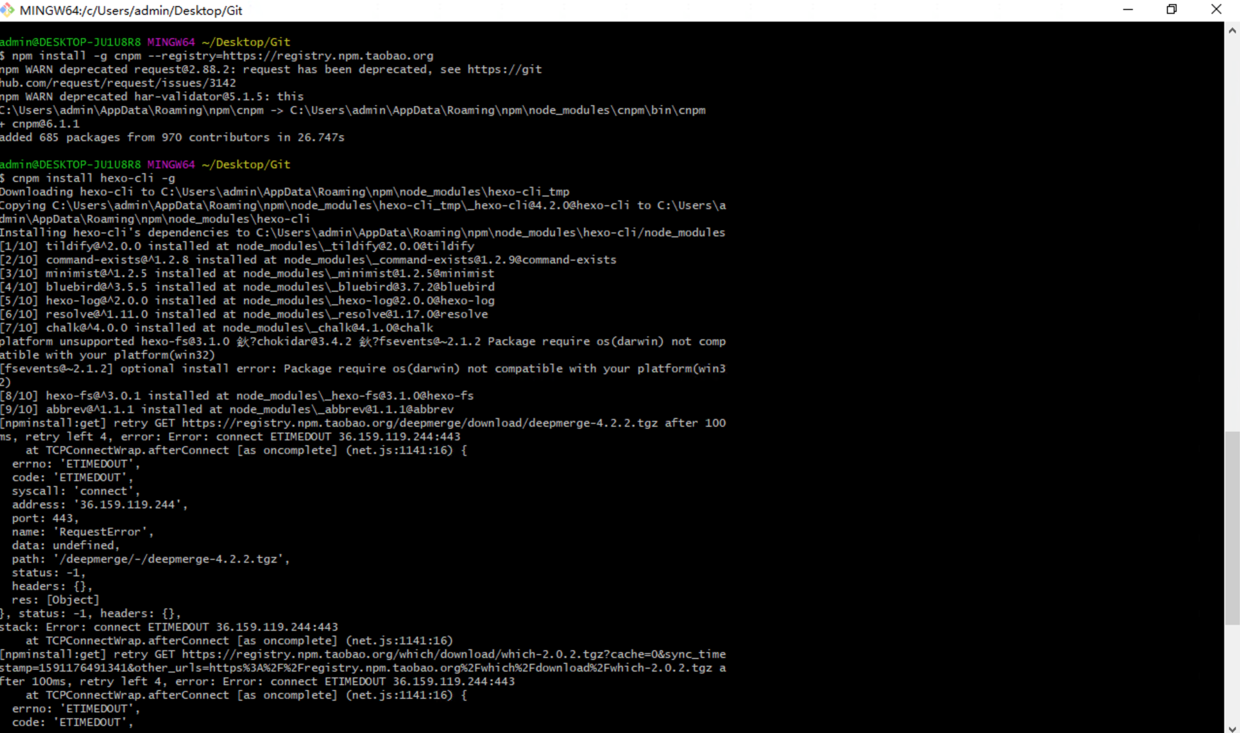 MINGW64:/c/Users/admin/Desktop/Git
admin@DESKTOP-JU1U8R8 MINGW64 ~/Desktop/Git
$ npm install -g cnpm --registry=https://registry.npm.taobao.org
npm WARN deprecated request@2.88.2: request has been deprecated, see https://git
hub.com/request/request/issues/3142
npm WARN deprecated har-validator@5.1.5: this
C:\Users\admin\AppData\Roaming\npm\cnpm -> C:\Users\admin\AppData\Roaming\npm\node_modules\cnpm\bin\cnpm
+ cnpm@6.1.1
added 685 packages from 970 contributors in 26.747s
admin@DESKTOP-JU1U8R8 MINGW64 ~/Desktop/Git
$ cnpm install hexo-cli -g
Downloading hexo-cli to C:\Users\admin\AppData\Roaming\npm\node_modules\hexo-cli_tmp
Copying C:\Users\admin\AppData\Roaming\npm\node_modules\hexo-cli_tmp\_hexo-cli@4.2.0@hexo-cli to C:\Users\a
dmin\AppData\Roaming\npm\node_modules\hexo-cli
Installing hexo-cli's dependencies to C:\Users\admin\AppData\Roaming\npm\node_modules\hexo-cli/node_modules
[1/10] tildify@^2.0.0 installed at node_modules\_tildify@2.0.0@tildify
[2/10] command-exists@^1.2.8 installed at node_modules\_command-exists@1.2.9@command-exists
[3/10] minimist@^1.2.5 installed at node_modules\_minimist@1.2.5@minimist
[4/10] bluebird@^3.5.5 installed at node_modules\_bluebird@3.7.2@bluebird
[5/10] hexo-log@^2.0.0 installed at node_modules\_hexo-log@2.0.0@hexo-log
[6/10] resolve@^1.11.0 installed at node_modules\_resolve@1.17.0@resolve
[7/10] chalk@^4.0.0 installed at node_modules\_chalk@4.1.0@chalk
platform unsupported hexo-fs@3.1.0 鈥?chokidar@3.4.2 鈥?fsevents@~2.1.2 Package require os(darwin) not comp
atible with your platform(win32)
[fsevents@~2.1.2] optional install error: Package require os(darwin) not compatible with your platform(win3
2)
[8/10] hexo-fs@^3.0.1 installed at node_modules\_hexo-fs@3.1.0@hexo-fs
[9/10] abbrev@^1.1.1 installed at node_modules\_abbrev@1.1.1@abbrev
[npminstall:get] retry GET https://registry.npm.taobao.org/deepmerge/download/deepmerge-4.2.2.tgz after 100
ms, retry left 4, error: Error: connect ETIMEDOUT 36.159.119.244:443
at TCPConnectWrap.afterConnect [as oncomplete] (net.js:1141:16) {
errno: 'ETIMEDOUT',
code: 'ETIMEDOUT',
syscall: 'connect',
address: '36.159.119.244',
port: 443,
name: 'RequestError',
data: undefined,
path: '/deepmerge/-/deepmerge-4.2.2.tgz',
status: -1,
headers: {},
res: [Object]
}, status: -1, headers: {},
stack: Error: connect ETIMEDOUT 36.159.119.244:443
at TCPConnectWrap.afterConnect [as oncomplete] (net.js:1141:16)
[npminstall:get] retry GET https://registry.npm.taobao.org/which/download/which-2.0.2.tgz?cache=0&sync_time
stamp=1591176491341&other_urls=https%3A%2F%2Fregistry.npm.taobao.org%2Fwhich%2Fdownload%2Fwhich-2.0.2.tgz a
fter 100ms, retry left 4, error: Error: connect ETIMEDOUT 36.159.119.244:443
at TCPConnectWrap.afterConnect [as oncomplete] (net.js:1141:16) {
errno: 'ETIMEDOUT',
code: 'ETIMEDOUT',